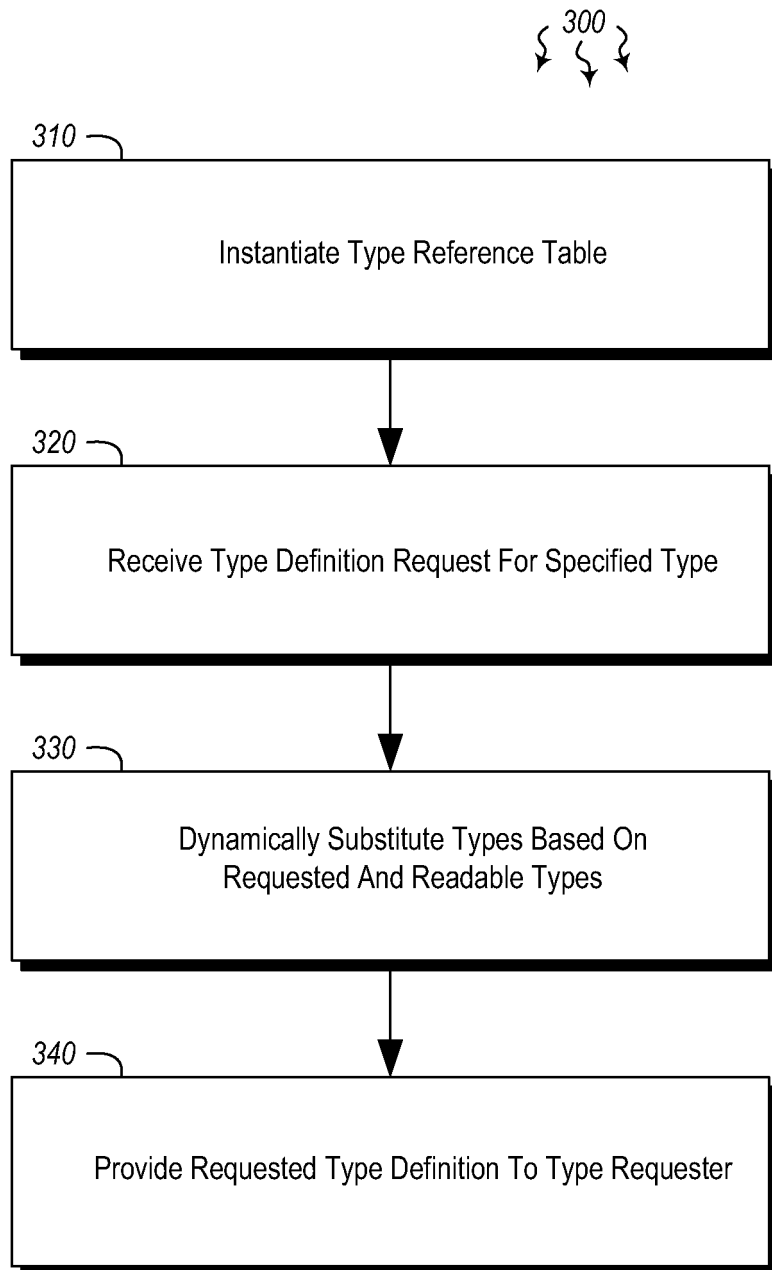 300
310
Instantiate Type Reference Table
320
Receive Type Definition Request For Specified Type
330
Dynamically Substitute Types Based On
Requested And Readable Types
340
Provide Requested Type Definition To Type Requester